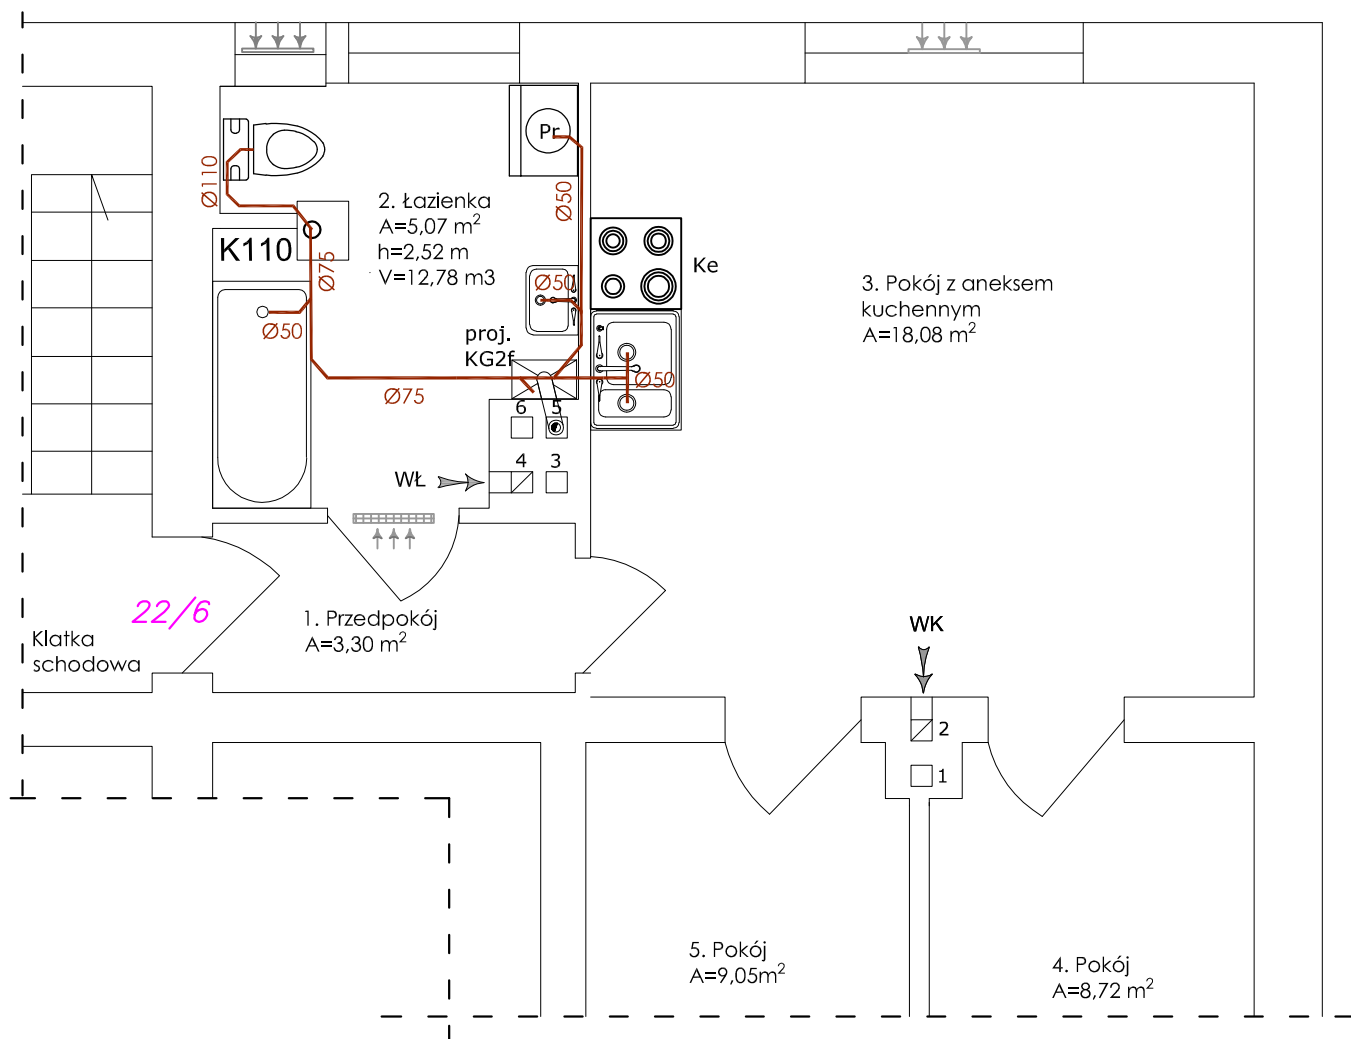 Pr
Ø110
Ø50
2. Łazienka
A=5,07 m²
h=2,52 m
V=12,78 m3
K110
Ø75
Ø50
Ø50
Ke
3. Pokój z aneksem
kuchennym
A=18,08 m²
proj.
KG2f
Ø75
Ø50
6
5
WŁ
4
3
22/6
Klatka
schodowa
1. Przedpokój
A=3,30 m²
WK
2
1
5. Pokój
A=9,05m²
4. Pokój
A=8,72 m²